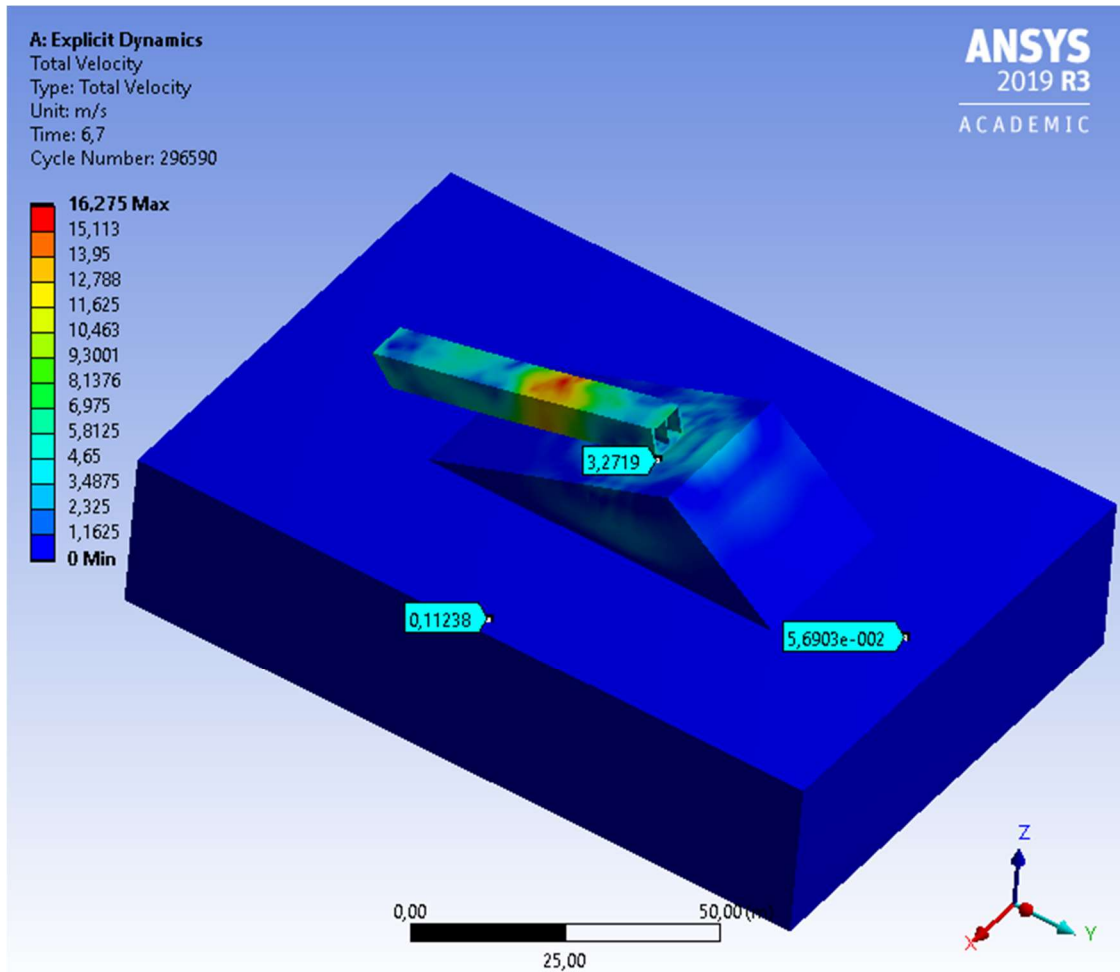 A: Explicit Dynamics
Total Velocity
Type: Total Velocity
Unit: m/s
Time: 6,7
Cycle Number: 296590
ANSYS
2019 R3
ACADEMIC
16,275 Max
15,113
13,95
12,788
11,625
10,463
9,3001
8,1376
6,975
5,8125
4,65
3,4875
2,325
1,1625
0 Min
3,2719
0,11238
5,6903e-002
0,00
50,00
25,00
Z
X
Y